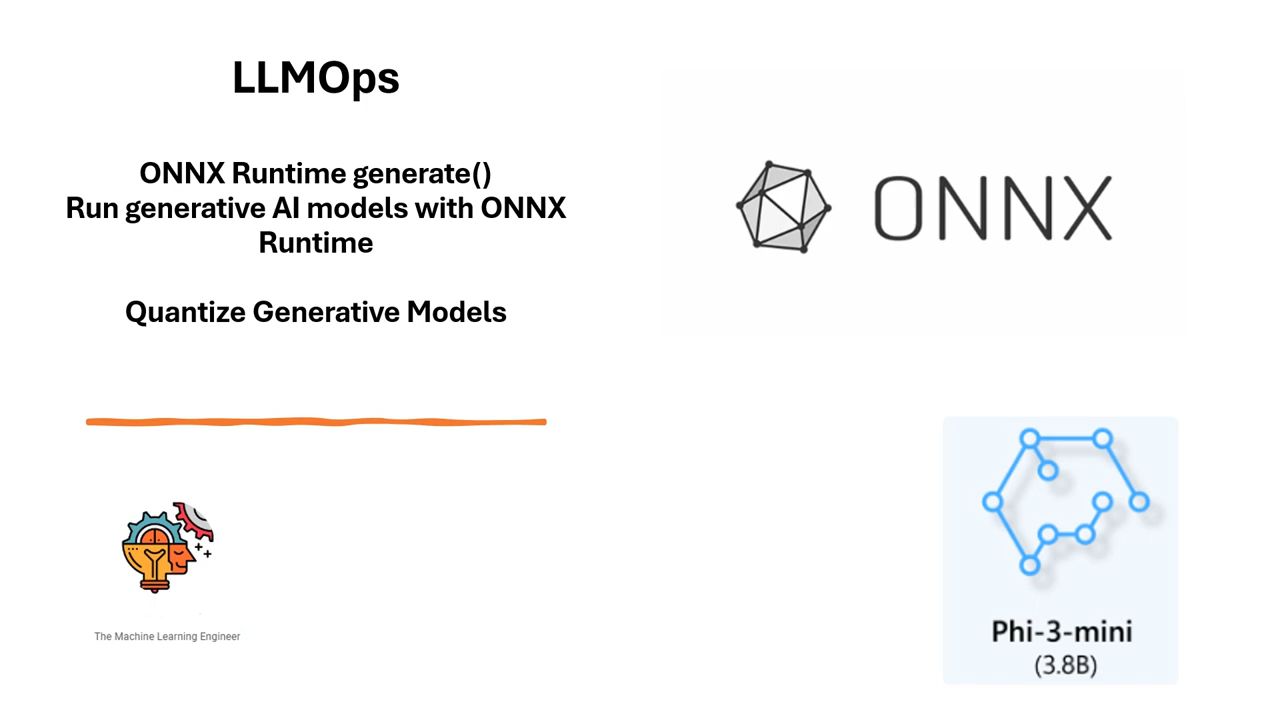 LLMOps
ONNX Runtime generate()
Run generative AI models with ONNX
Runtime
Quantize Generative Models
ONNX
The Machine Learning Engineer
Phi-3-mini
(3.8B)